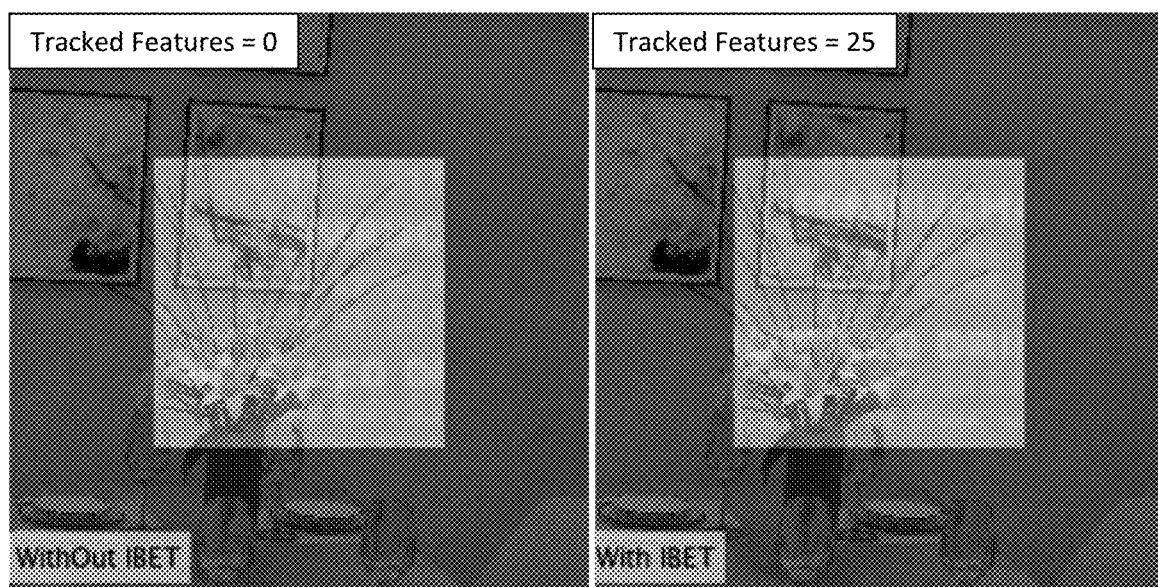 Tracked Features = 0
Tracked Features = 25
WithOut IBET
With IBET